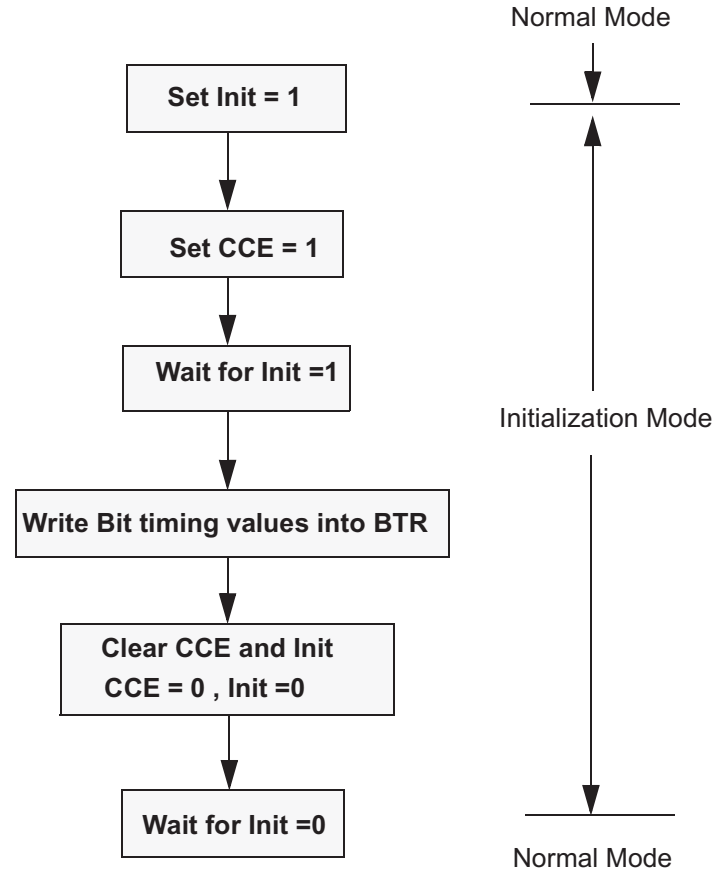 Normal Mode
Set Init = 1
Set CCE = 1
Wait for Init =1
Initialization Mode
Write Bit timing values into BTR
Clear CCE and Init
CCE = 0 , Init =0
Wait for Init =0
Normal Mode